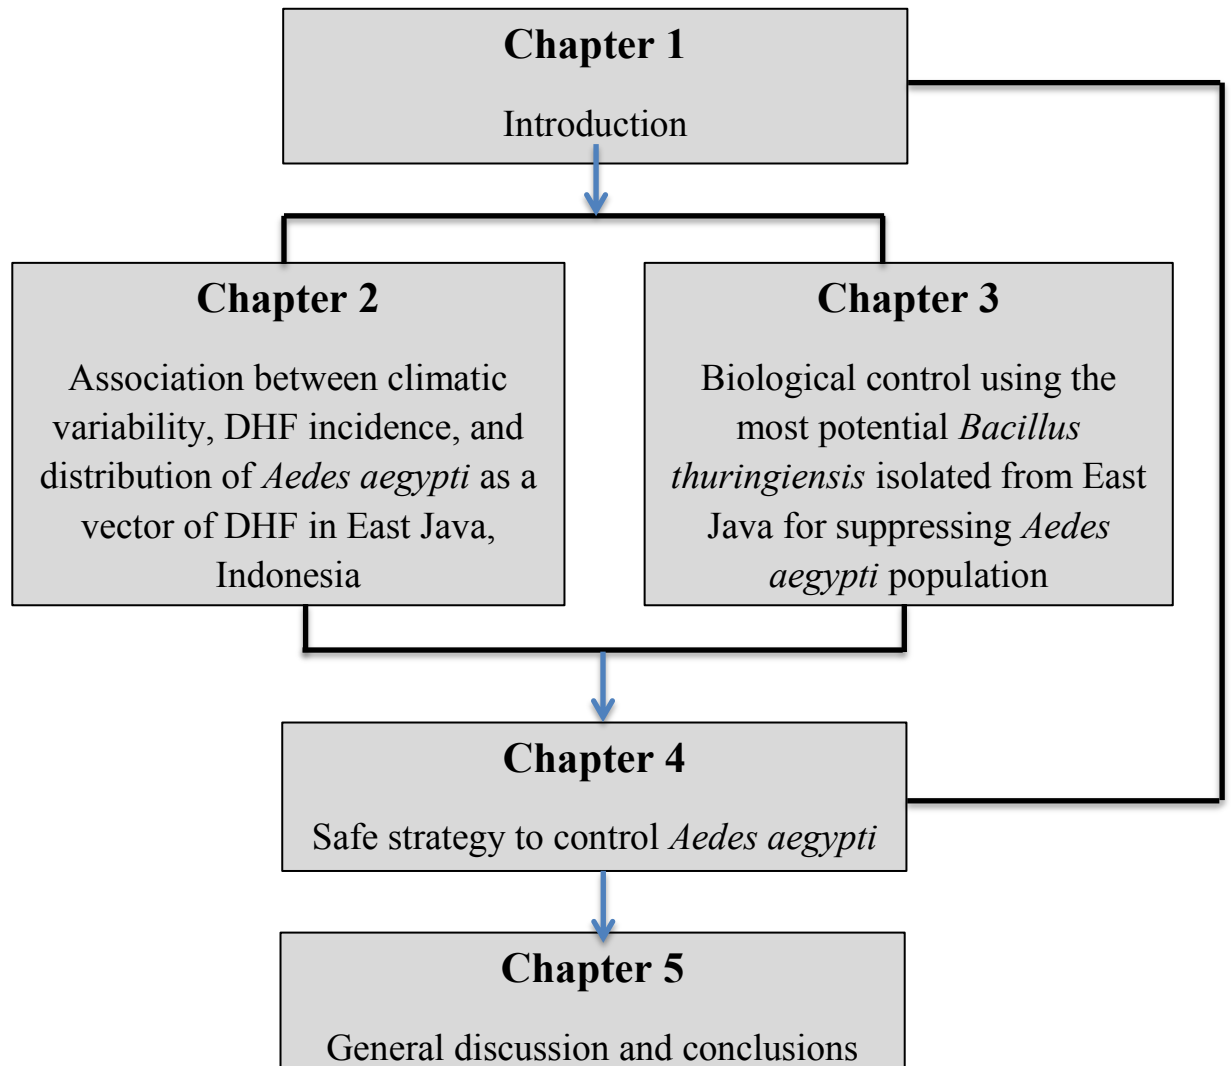 Chapter 1
Introduction
Chapter 2
Association between climatic
variability, DHF incidence, and
distribution of Aedes aegypti as a
vector of DHF in East Java,
Indonesia
Chapter 3
Biological control using the
most potential Bacillus
thuringiensis isolated from East
Java for suppressing Aedes
aegypti population
Chapter 4
Safe strategy to control Aedes aegypti
Chapter 5
General discussion and conclusions